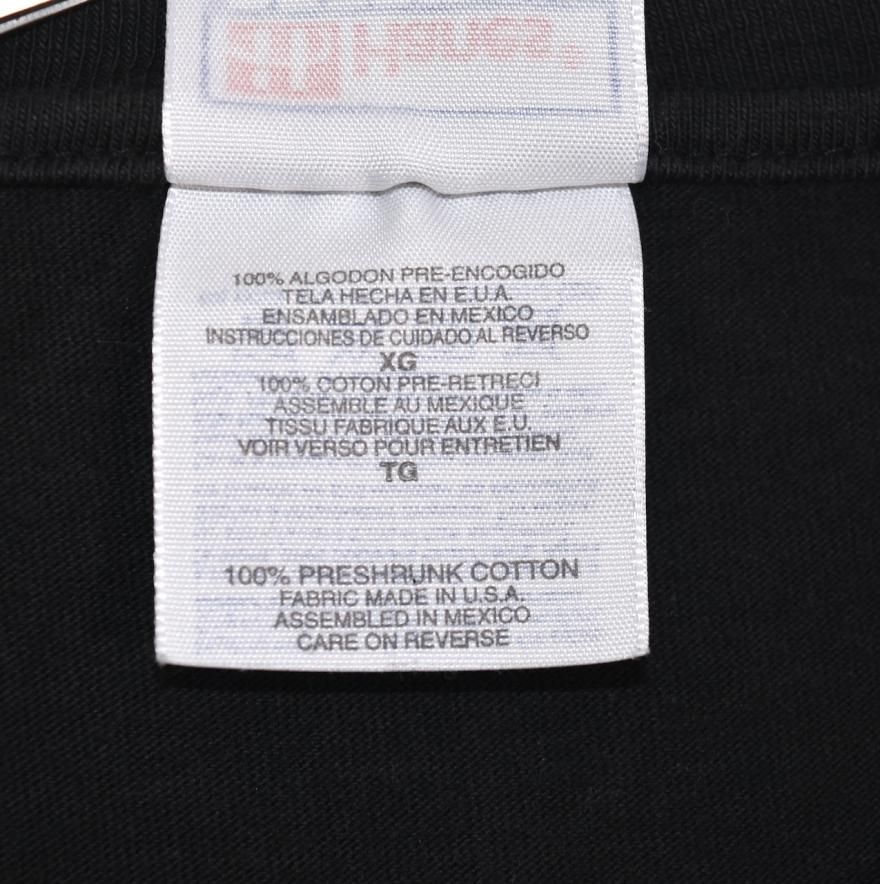 Hanes®
100% ALGODON PRE-ENCOGIDO
TELA HECHA EN E.U.A.
ENSAMBLADO EN MEXICO
INSTRUCCIONES DE CUIDADO AL REVERSO
XG
100% COTON PRE-RETRECI
ASSEMBLE AU MEXIQUE
TISSU FABRIQUE AUX E.U.
VOIR VERSO POUR ENTRETIEN
TG
100% PRESHRUNK COTTON
FABRIC MADE IN U.S.A.
ASSEMBLED IN MEXICO
CARE ON REVERSE